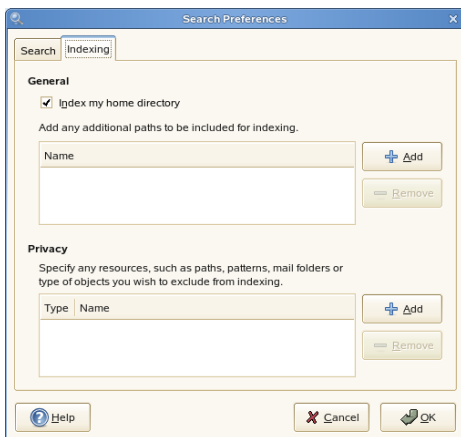 Search Preferences
Search Indexing
General
Index my home directory
Add any additional paths to be included for indexing.
Name
Add
Remove
Privacy
Specify any resources, such as paths, patterns, mail folders or
type of objects you wish to exclude from indexing.
Type Name
Add
Remove
Help Cancel OK